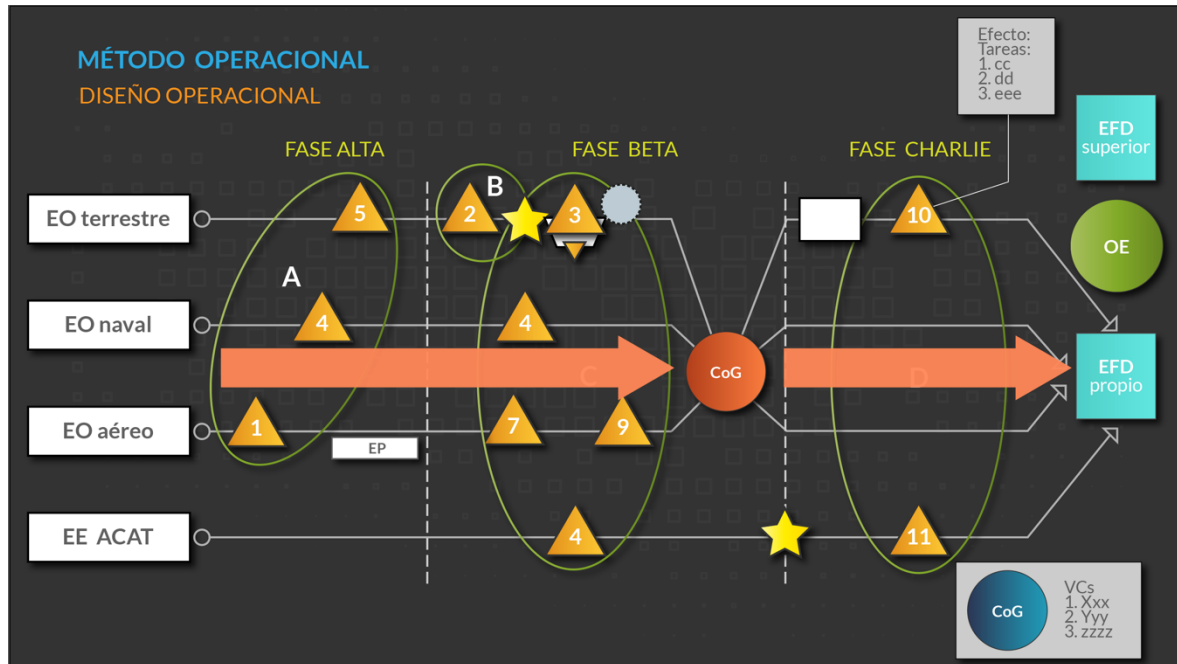 MÉTODO OPERACIONAL
DISEÑO OPERACIONAL
Efecto:
Tareas:
1. cc
2. dd
3. eee
EFD
superior
FASE ALTA
FASE BETA
FASE CHARLIE
EO terrestre
5
2
B
3
10
OE
A
EO naval
4
4
CoG
C
D
EFD
propio
EO aéreo
1
EP
7
9
EE ACAT
4
11
CoG
VCs
1. Xxx
2. Yyy
3. zzzz